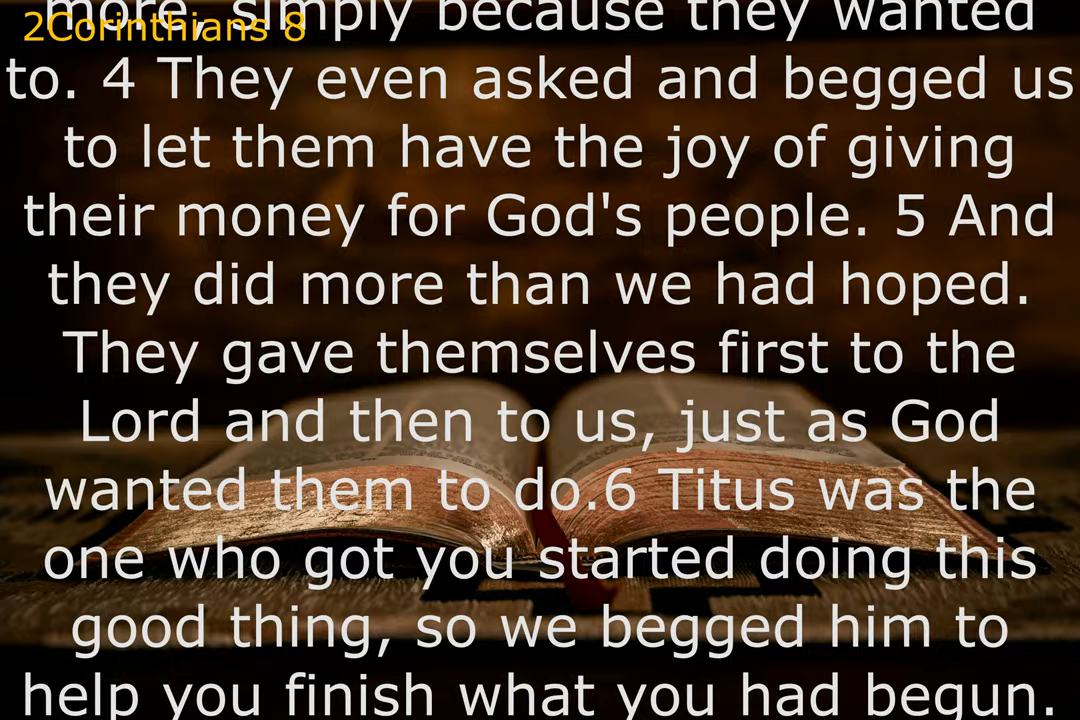 more, simply because they wanted
2Corinthians 8
to. 4 They even asked and begged us
to let them have the joy of giving
their money for God's people. 5 And
they did more than we had hoped.
They gave themselves first to the
Lord and then to us, just as God
wanted them to do.6 Titus was the
one who got you started doing this
good thing, so we begged him to
help you finish what you had begun.